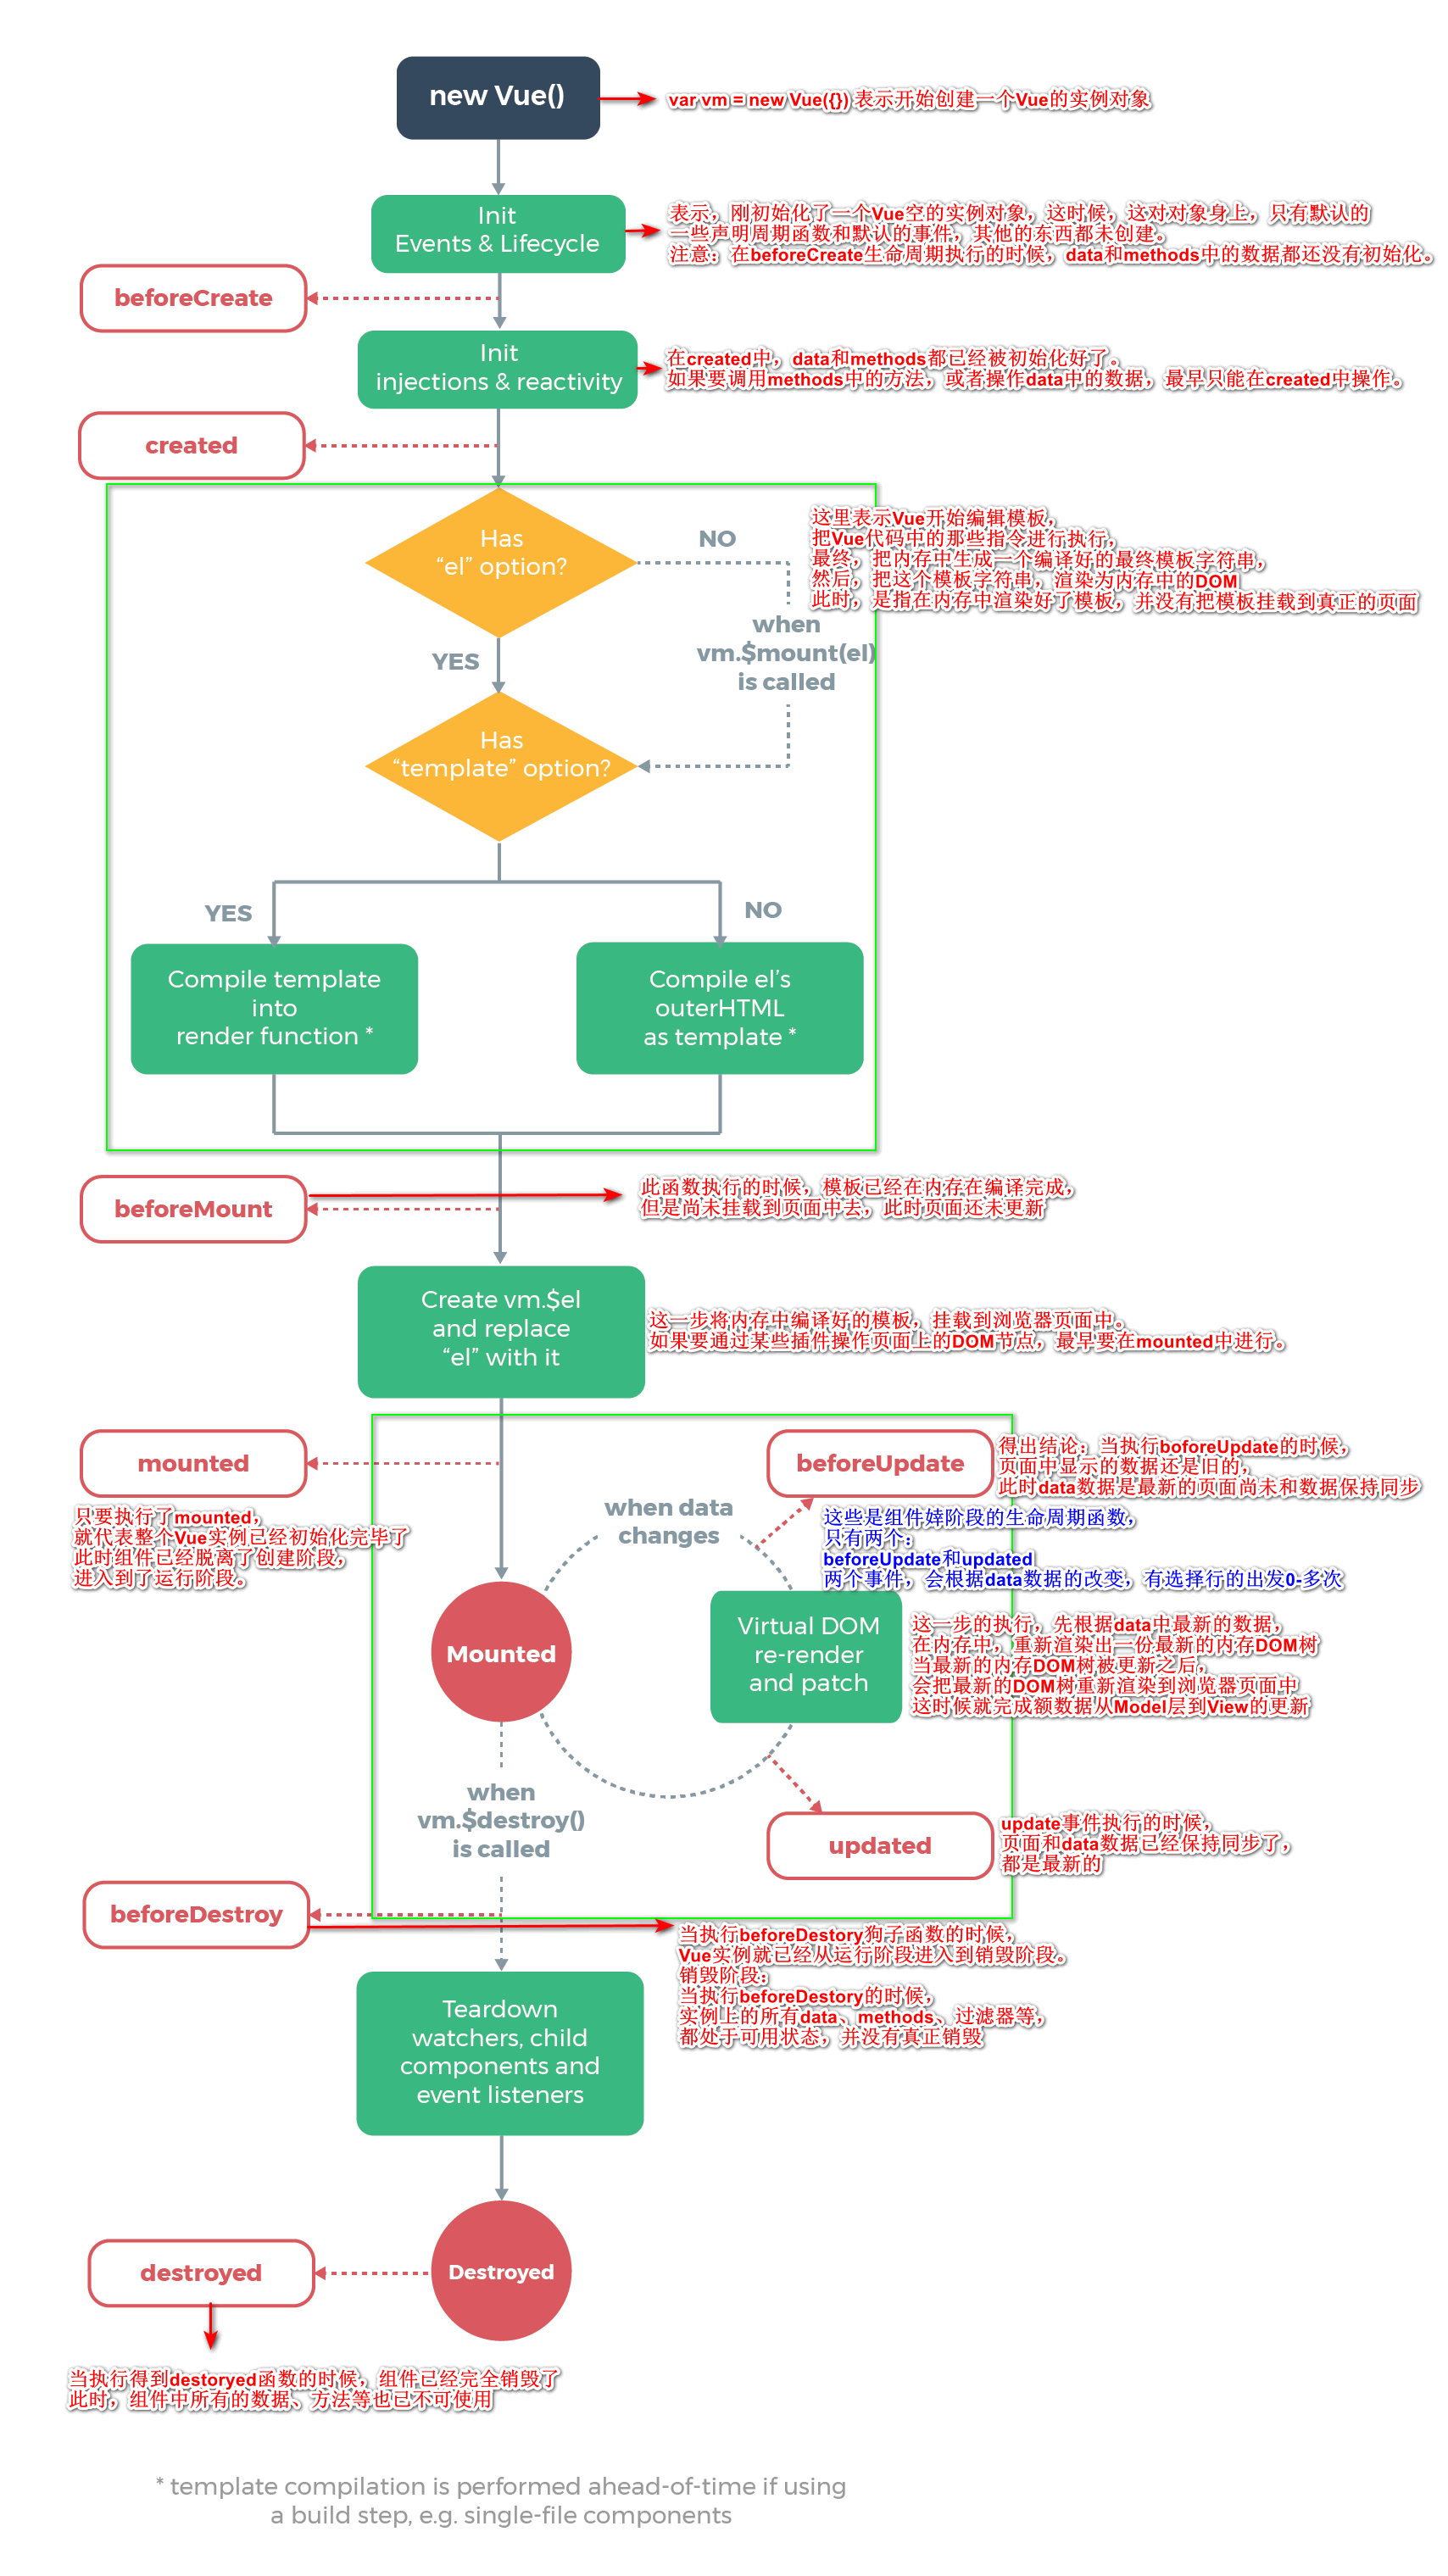 new Vue()
var vm = new Vue({}) 表示开始创建一个Vue的实例对象
Init
Events & Lifecycle
表示，刚初始化了一个Vue空的实例对象，这时候，这对对象身上，只有默认的
一些声明周期函数和默认的事件，其他的东西都未创建。
注意：在beforeCreate生命周期执行的时候，data和methods中的数据都还没有初始化。
beforeCreate
Init
injections & reactivity
在created中，data和methods都已经被初始化好了。
如果要调用methods中的方法，或者操作data中的数据，最早只能在created中操作。
created
Has
“el” option?
NO
这里表示Vue开始编辑模板，
把Vue代码中的那些指令进行执行，
最终，把内存中生成一个编译好的最终模板字符串，
然后，把这个模板字符串，渲染为内存中的DOM
此时，是指在内存中渲染好了模板，并没有把模板挂载到真正的页面
when
vm.$mount(el)
is called
YES
Has
“template” option?
YES
NO
Compile template
into
render function *
Compile el’s
outerHTML
as template *
beforeMount
此函数执行的时候，模板已经在内存在编译完成，
但是尚未挂载到页面中去，此时页面还未更新
Create vm.$el
and replace
“el” with it
这一步将内存中编译好的模板，挂载到浏览器页面中。
如果要通过某些插件操作页面上的DOM节点，最早要在mounted中进行。
mounted
只要执行了mounted，
就代表整个Vue实例已经初始化完毕了
此时组件已经脱离了创建阶段，
进入到了运行阶段。
beforeUpdate
得出结论：当执行boforeUpdate的时候，
页面中显示的数据还是旧的，
此时data数据是最新的页面尚未和数据保持同步
when data
changes
这些是组件婞阶段的生命周期函数，
只有两个：
beforeUpdate和updated
两个事件，会根据data数据的改变，有选择行的出发0-多次
Mounted
Virtual DOM
re-render
and patch
这一步的执行，先根据data中最新的数据，
在内存中，重新渲染出一份最新的内存DOM树
当最新的内存DOM树被更新之后，
会把最新的DOM树重新渲染到浏览器页面中
这时候就完成额数据从Model层到View的更新
when
vm.$destroy()
is called
updated
update事件执行的时候，
页面和data数据已经保持同步了，
都是最新的
beforeDestroy
当执行beforeDestory狗子函数的时候，
Vue实例就已经从运行阶段进入到销毁阶段。
销毁阶段：
当执行beforeDestory的时候，
实例上的所有data、methods、过滤器等，
都处于可用状态，并没有真正销毁
Teardown
watchers, child
components and
event listeners
Destroyed
destroyed
当执行得到destoryed函数的时候，组件已经完全销毁了
此时，组件中所有的数据、方法等也已不可使用
* template compilation is performed ahead-of-time if using
a build step, e.g. single-file components